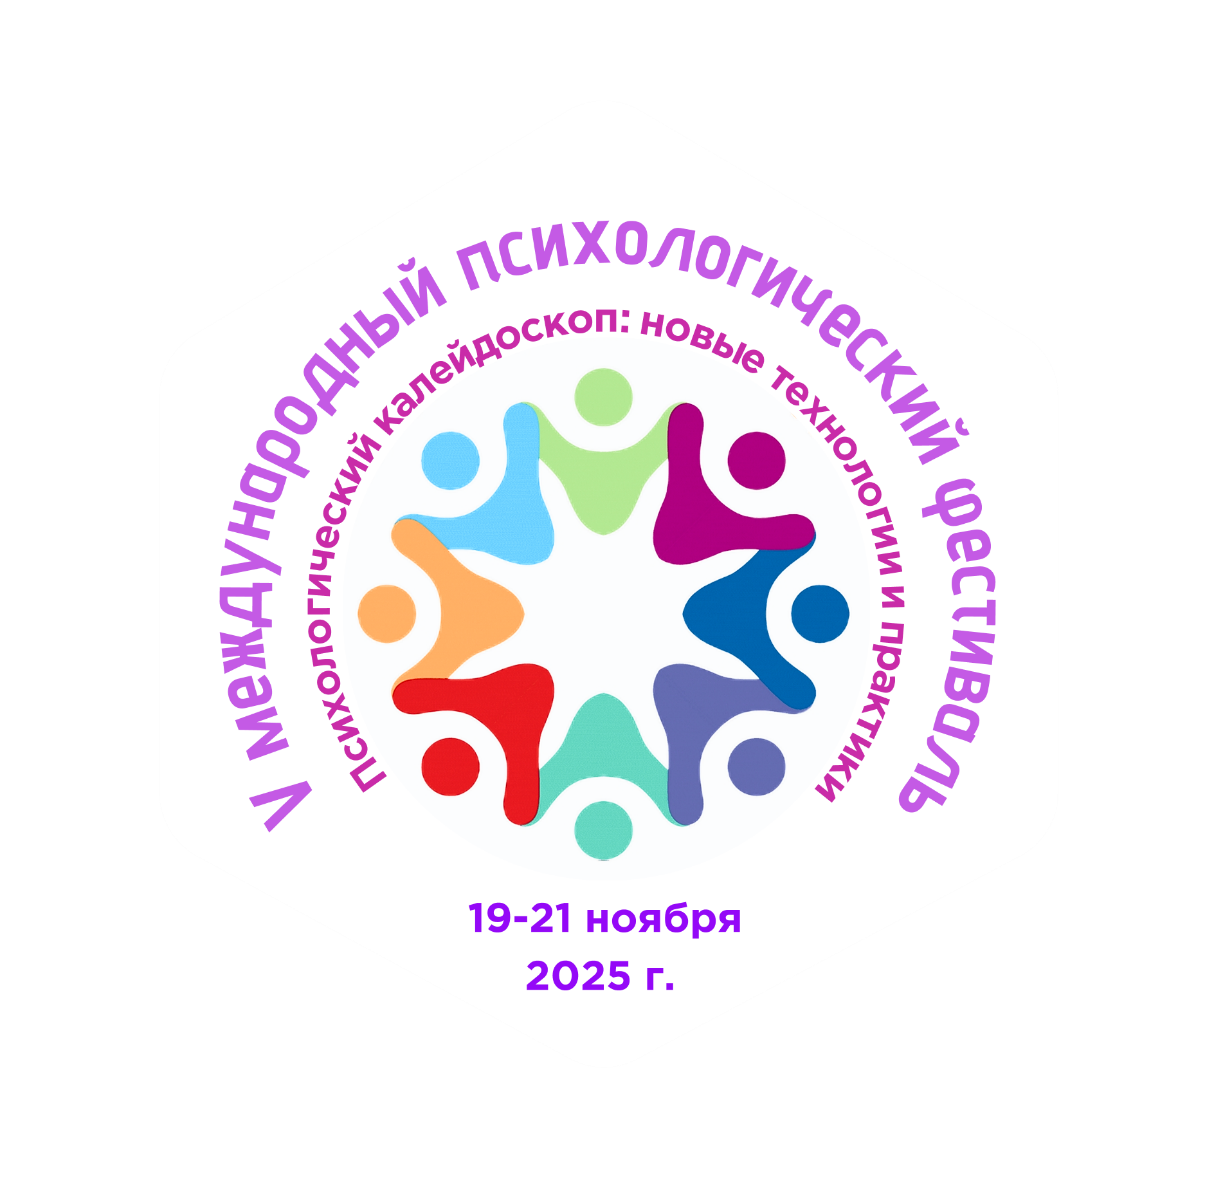 V международный психологический фестиваль
Психологический калейдоскоп: новые технологии и практики
19-21 ноября
2025 г.